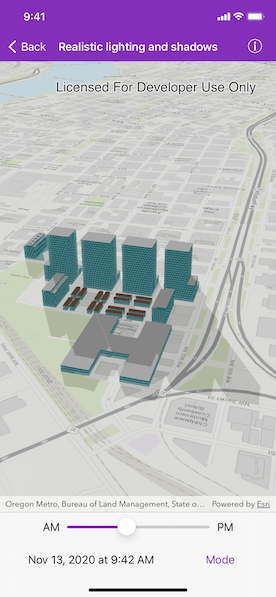 9:41
Back
Realistic lighting and shadows
Licensed For Developer Use Only
Oregon Metro, Bureau of Land Management, State o...
Powered by Esri
AM
PM
Nov 13, 2020 at 9:42 AM
Mode